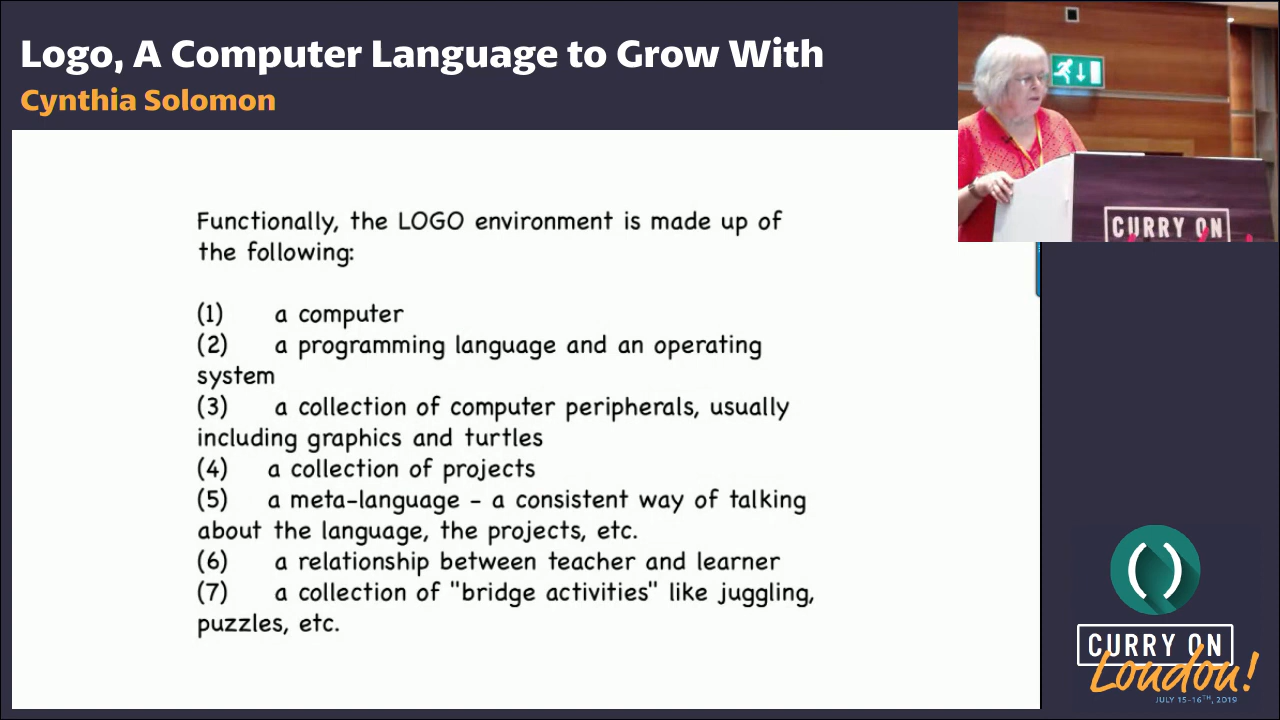 Logo, A Computer Language to Grow With
Cynthia Solomon
Functionally, the LOGO environment is made up of
the following:
(1) a computer
(2) a programming language and an operating
system
(3) a collection of computer peripherals, usually
including graphics and turtles
(4) a collection of projects
(5) a meta-language - a consistent way of talking
about the language, the projects, etc.
(6) a relationship between teacher and learner
(7) a collection of "bridge activities" like juggling,
puzzles, etc.
CURRY ON
CURRY ON
London!
JULY 15-16TH, 2019